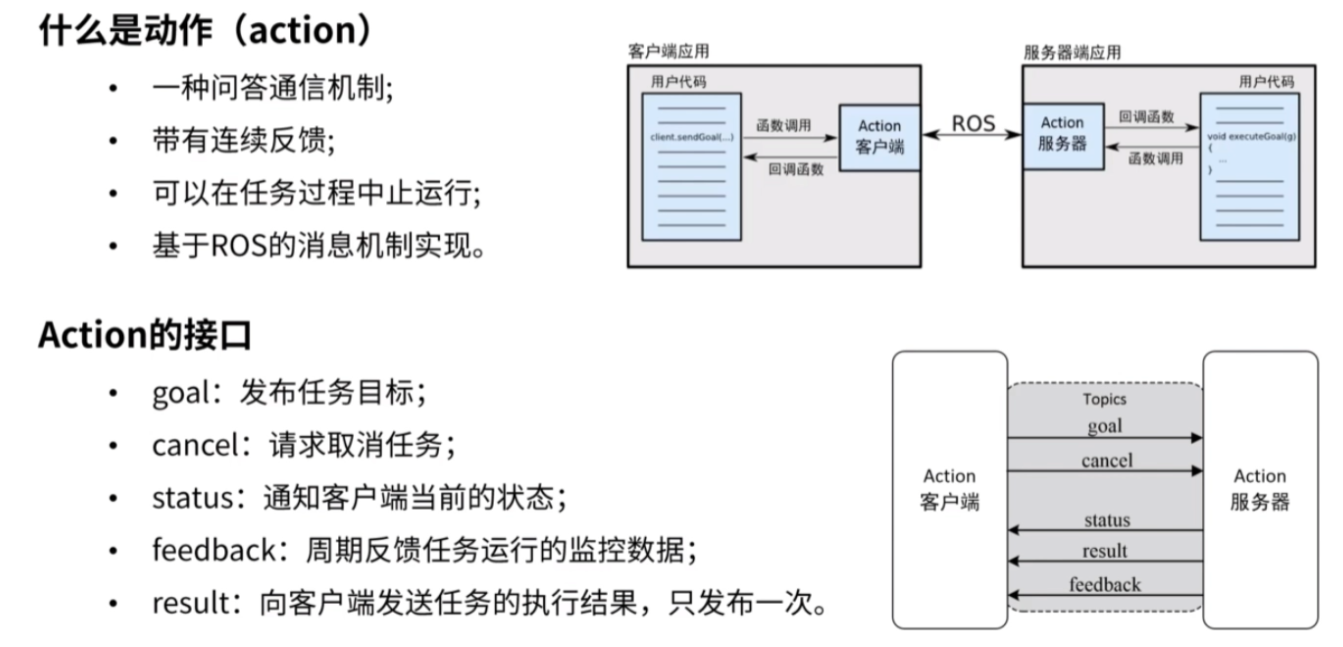 什么是动作（action）
• 一种问答通信机制;
• 带有连续反馈;
• 可以在任务过程中止运行;
• 基于ROS的消息机制实现。
客户端应用
用户代码
client.sendGoal(...)
函数调用
回调函数
Action
客户端
ROS
服务器端应用
用户代码
Action
服务器
回调函数
函数调用
void executeGoal(g)
{
...
}
Action的接口
• goal：发布任务目标；
• cancel：请求取消任务；
• status：通知客户端当前的状态；
• feedback：周期反馈任务运行的监控数据；
• result：向客户端发送任务的执行结果，只发布一次。
Action
客户端
Topics
goal
cancel
status
result
feedback
Action
服务器